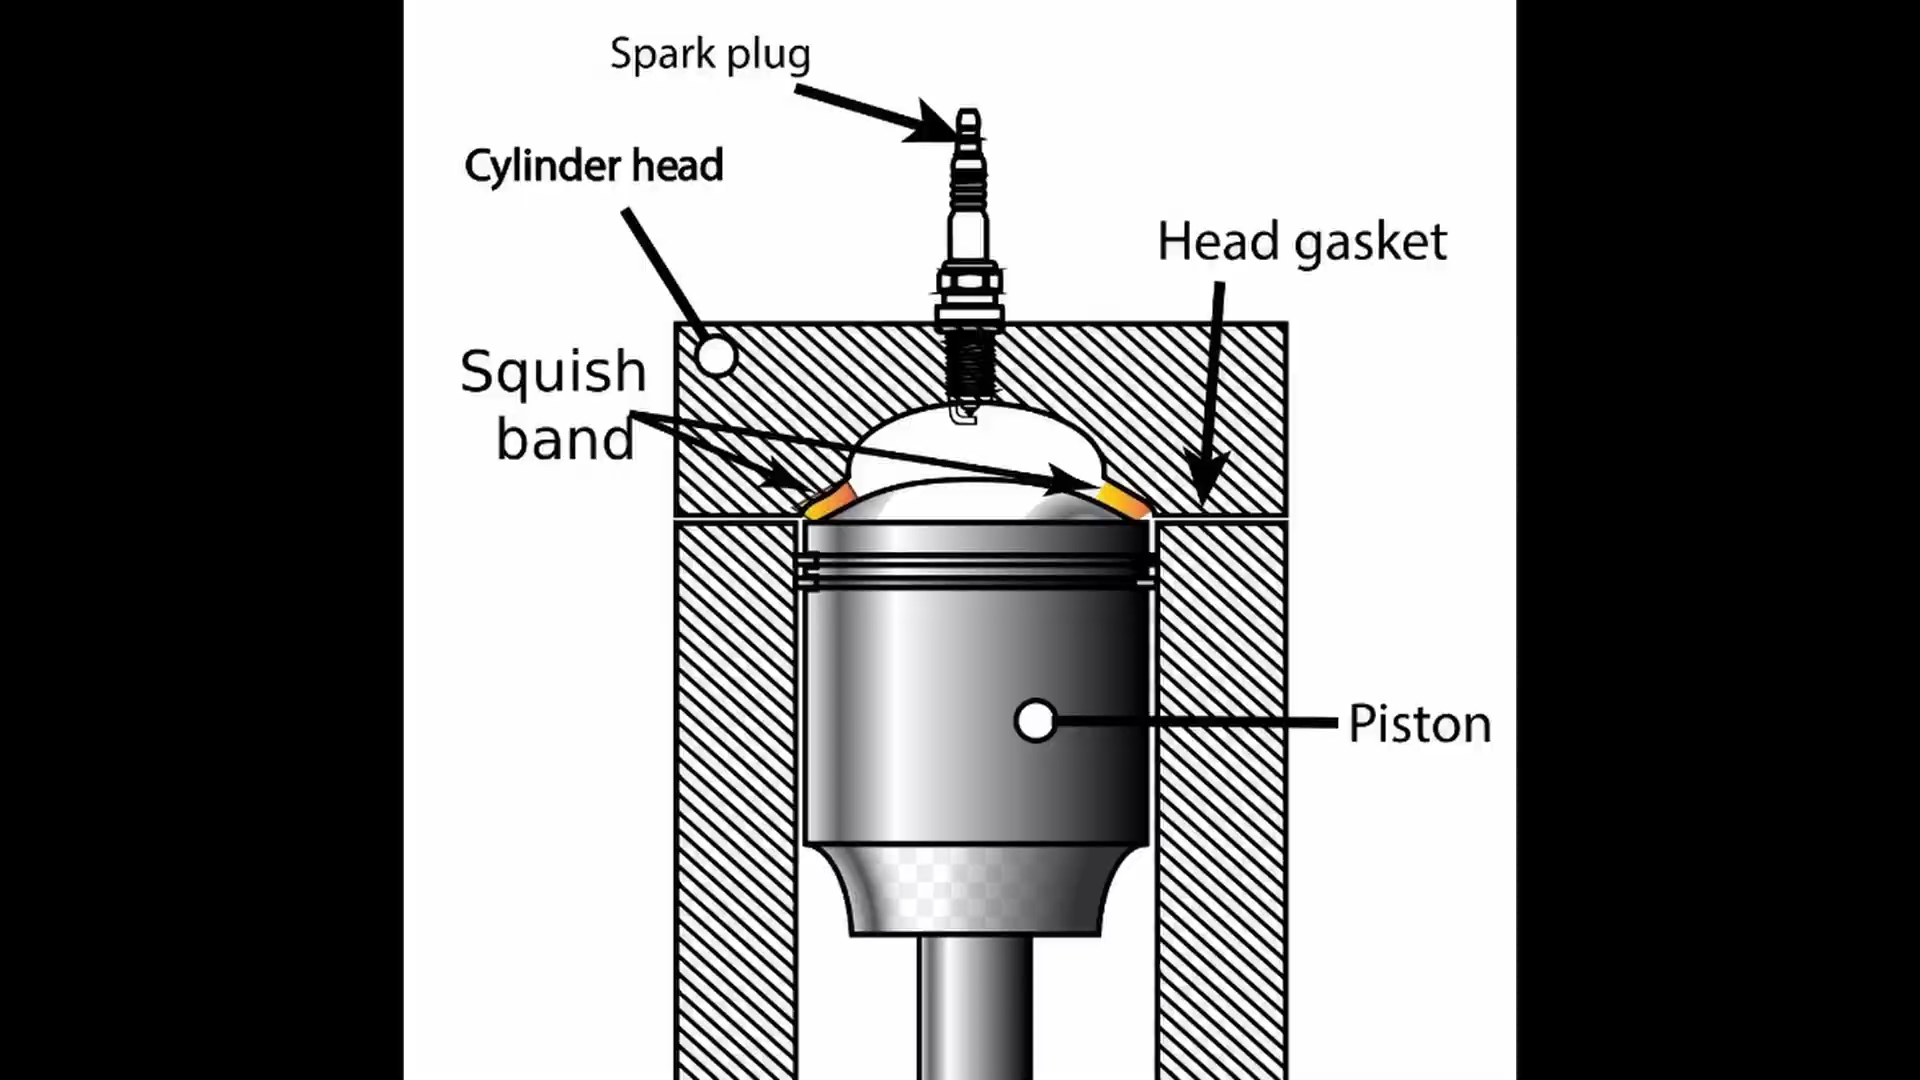 Spark plug
Cylinder head
Head gasket
Squish
band
Piston